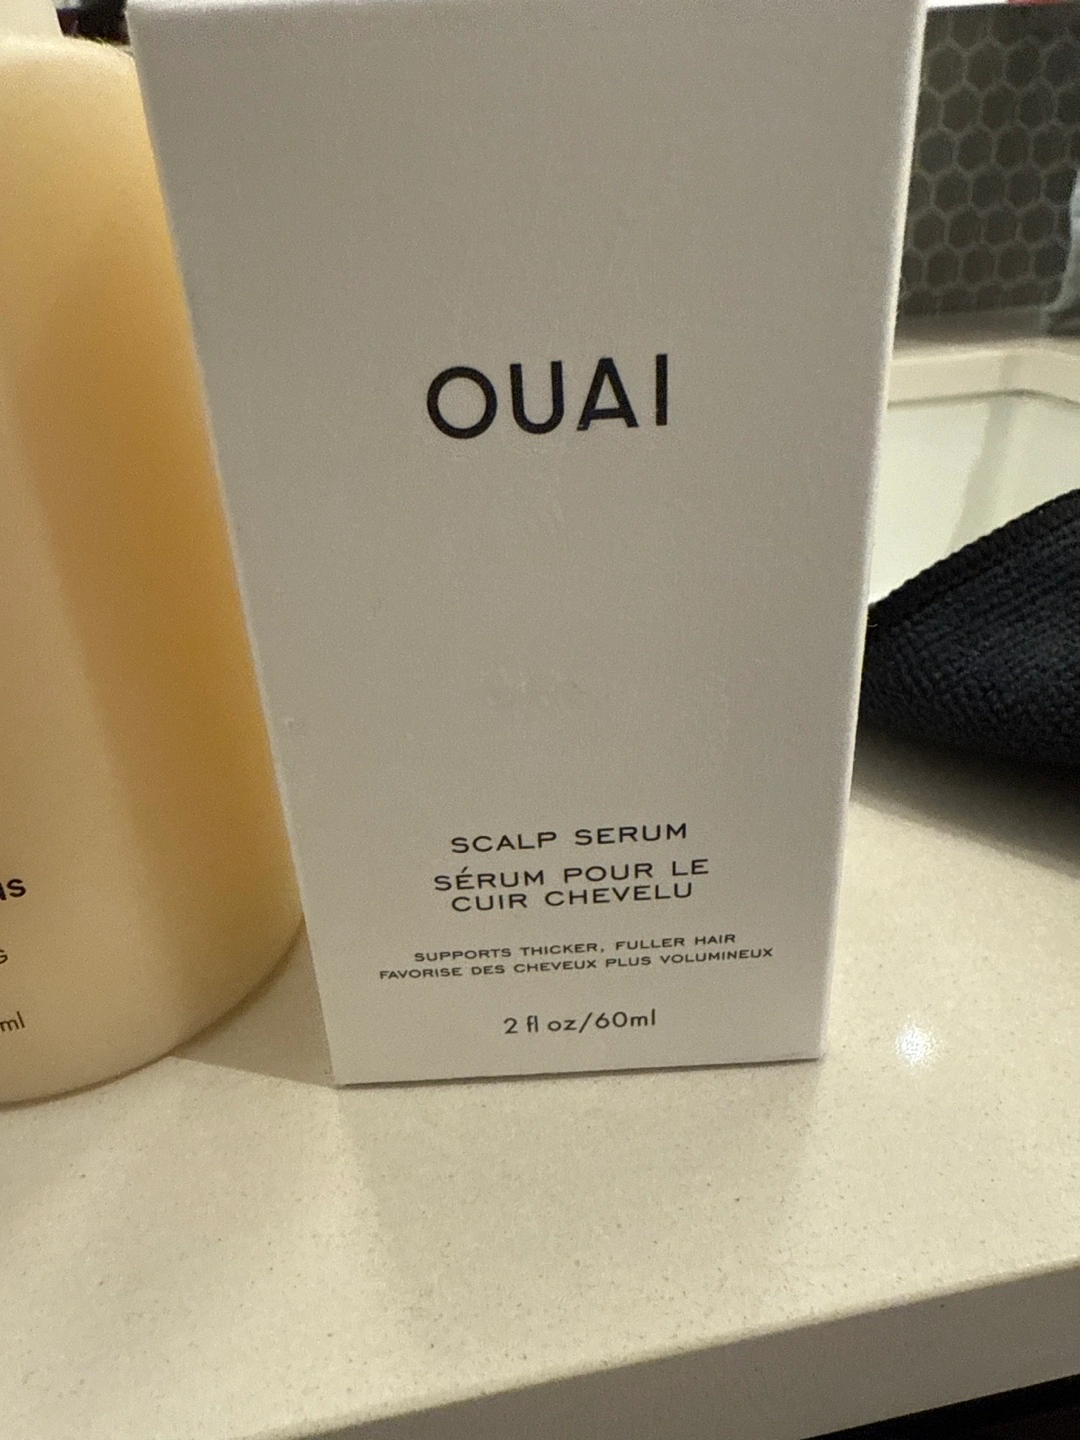 OUAI
SCALP SERUM
SÉRUM POUR LE
CUIR CHEVELU
SUPPORTS THICKER, FULLER HAIR
FAVORISE DES CHEVEUX PLUS VOLUMINEUX
2 fl oz/60ml
ml